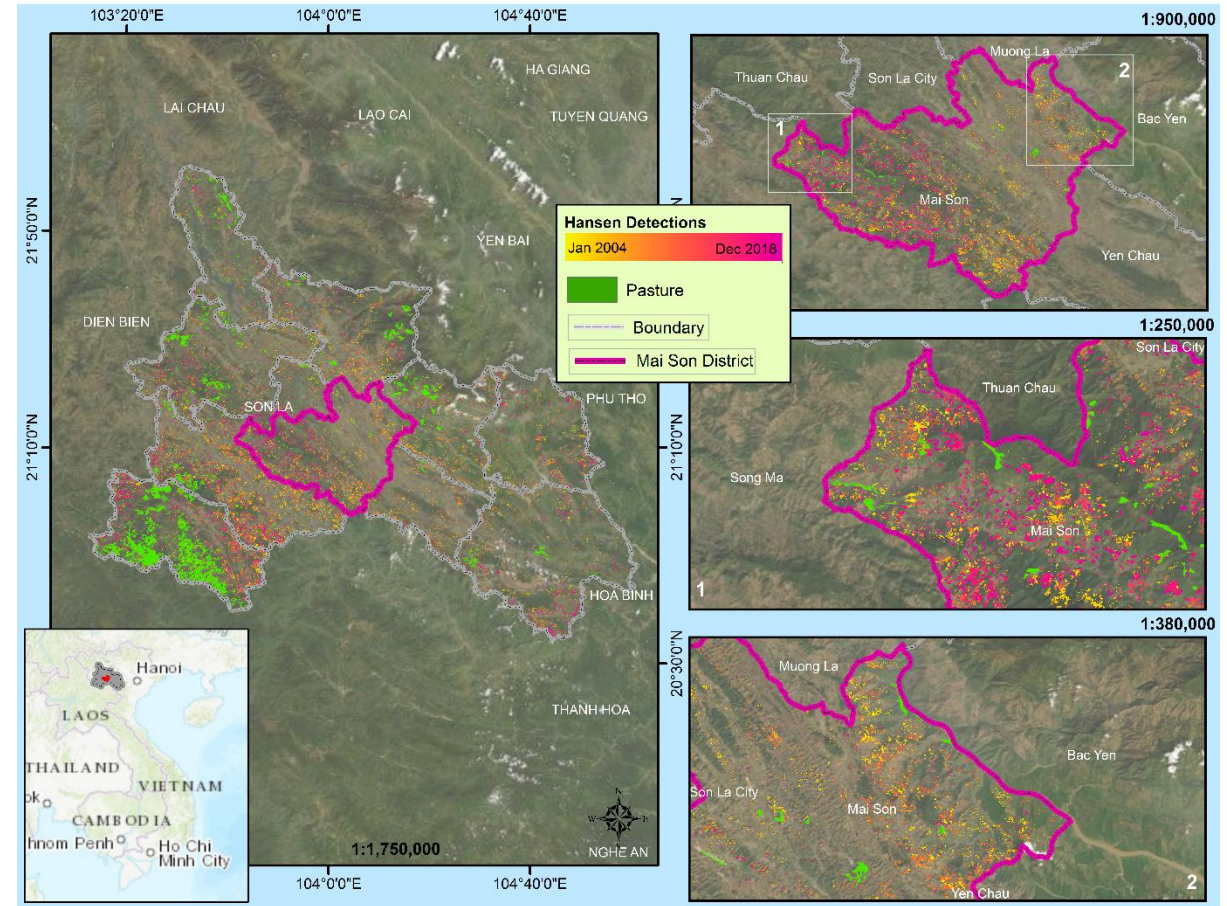 103°20'0"E
104°0'0"E
104°40'0"E
HA GIANG
LAI CHAU
LAO CAI
TUYEN QUANG
21°50'0"N
YEN BAI
DIEN BIEN
SON LA
PHU THO
21°10'0"N
HOA BINH
THANH HOA
NGHE AN
N
1:1,750,000
104°0'0"E
104°40'0"E
21°50'0"N
21°10'0"N
20°30'0"N
Hanoi
LAOS
THAILAND
VIETNAM
ok
CAMBODIA
hnom Penh
Ho Chi
Minh City
Hansen Detections
Jan 2004
Dec 2018
Pasture
Boundary
Mai Son District
1:900,000
Muong La
Thuan Chau
Son La City
2
Bac Yen
1
Mai Son
Yen Chau
1:250,000
Son La City
Thuan Chau
Song Ma
Mai Son
1
1:380,000
Muong La
Bac Yen
Son La City
Mai Son
Yen Chau
2